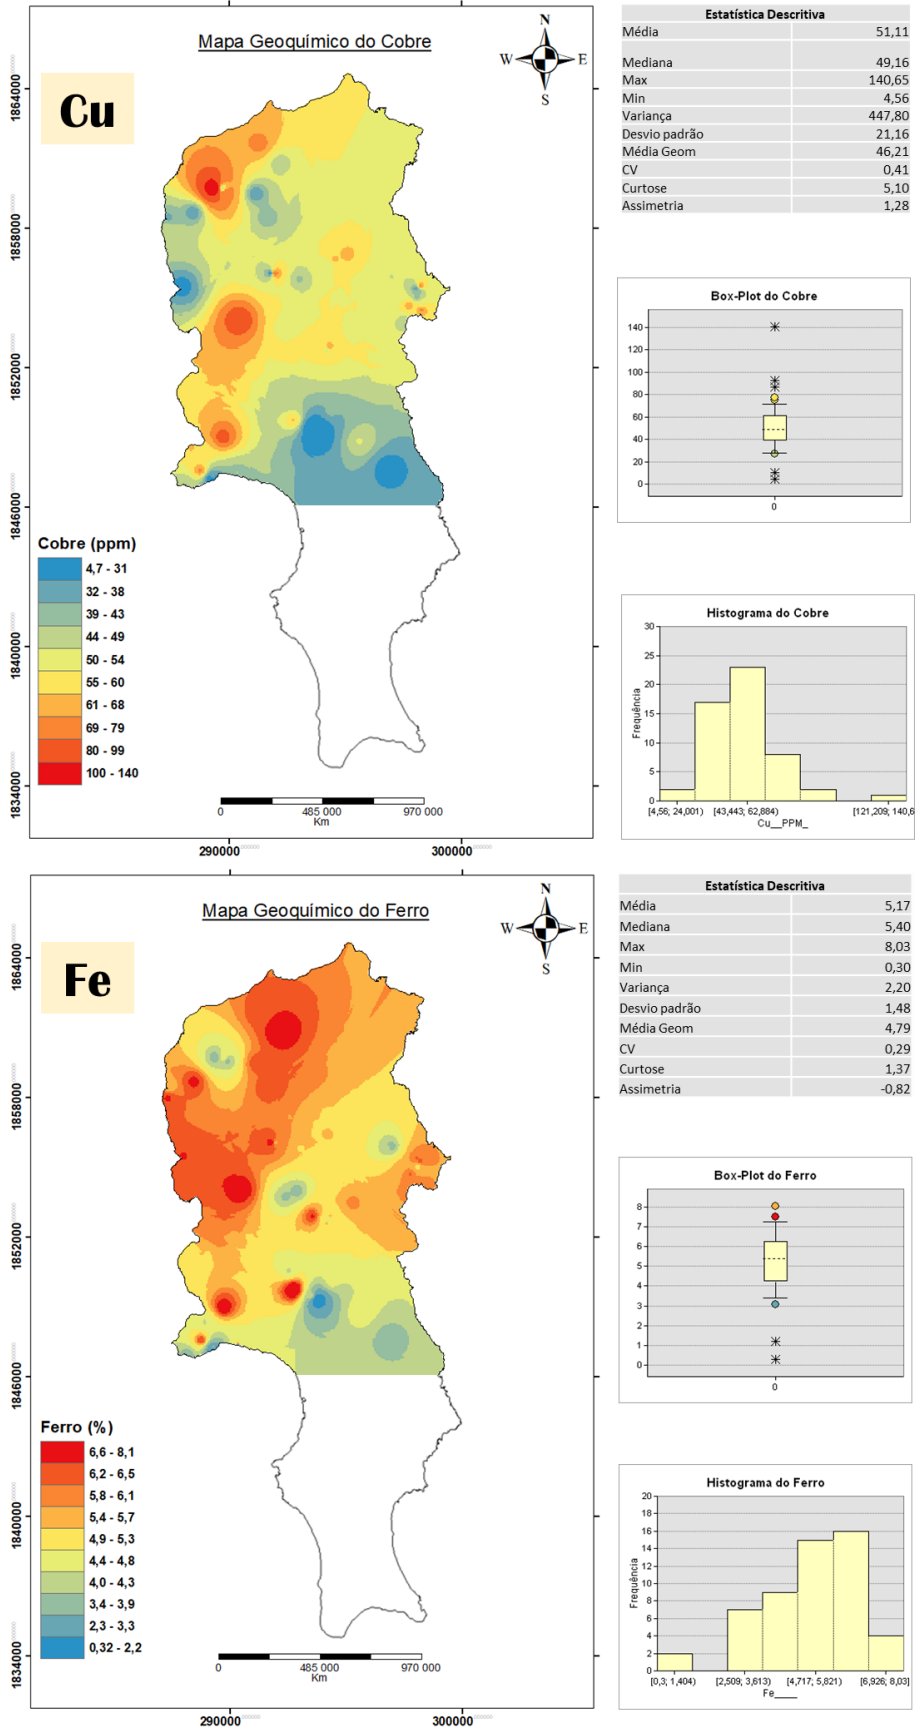 Mapa Geoquímico do Cobre
N
W E
S
Cu
1864000
1858000
1852000
1846000
1840000
1834000
Cobre (ppm)
4,7 - 31
32 - 38
39 - 43
44 - 49
50 - 54
55 - 60
61 - 68
69 - 79
80 - 99
100 - 140
0 485 000 970 000
Km
290000 300000
Estatística Descritiva
Média 51,11
Mediana 49,16
Max 140,65
Min 4,56
Variança 447,80
Desvio padrão 21,16
Média Geom 46,21
CV 0,41
Curtose 5,10
Assimetria 1,28
Box-Plot do Cobre
140
120
100
80
60
40
20
0
0
Histograma do Cobre
Frequência
30
25
20
15
10
5
0
[4,56; 24,001) [43,443; 62,884) [121,209; 140,6
Cu__PPM_
Mapa Geoquímico do Ferro
N
W E
S
Fe
1864000
1858000
1852000
1846000
1840000
1834000
Ferro (%)
6,6 - 8,1
6,2 - 6,5
5,8 - 6,1
5,4 - 5,7
4,9 - 5,3
4,4 - 4,8
4,0 - 4,3
3,4 - 3,9
2,3 - 3,3
0,32 - 2,2
0 485 000 970 000
Km
290000 300000
Estatística Descritiva
Média 5,17
Mediana 5,40
Max 8,03
Min 0,30
Variança 2,20
Desvio padrão 1,48
Média Geom 4,79
CV 0,29
Curtose 1,37
Assimetria -0,82
Box-Plot do Ferro
8
7
6
5
4
3
2
1
0
0
Histograma do Ferro
Frequência
20
18
16
14
12
10
8
6
4
2
0
[0,3; 1,404) [2,509; 3,613) [4,717; 5,821) [6,926; 8,03]
Fe____